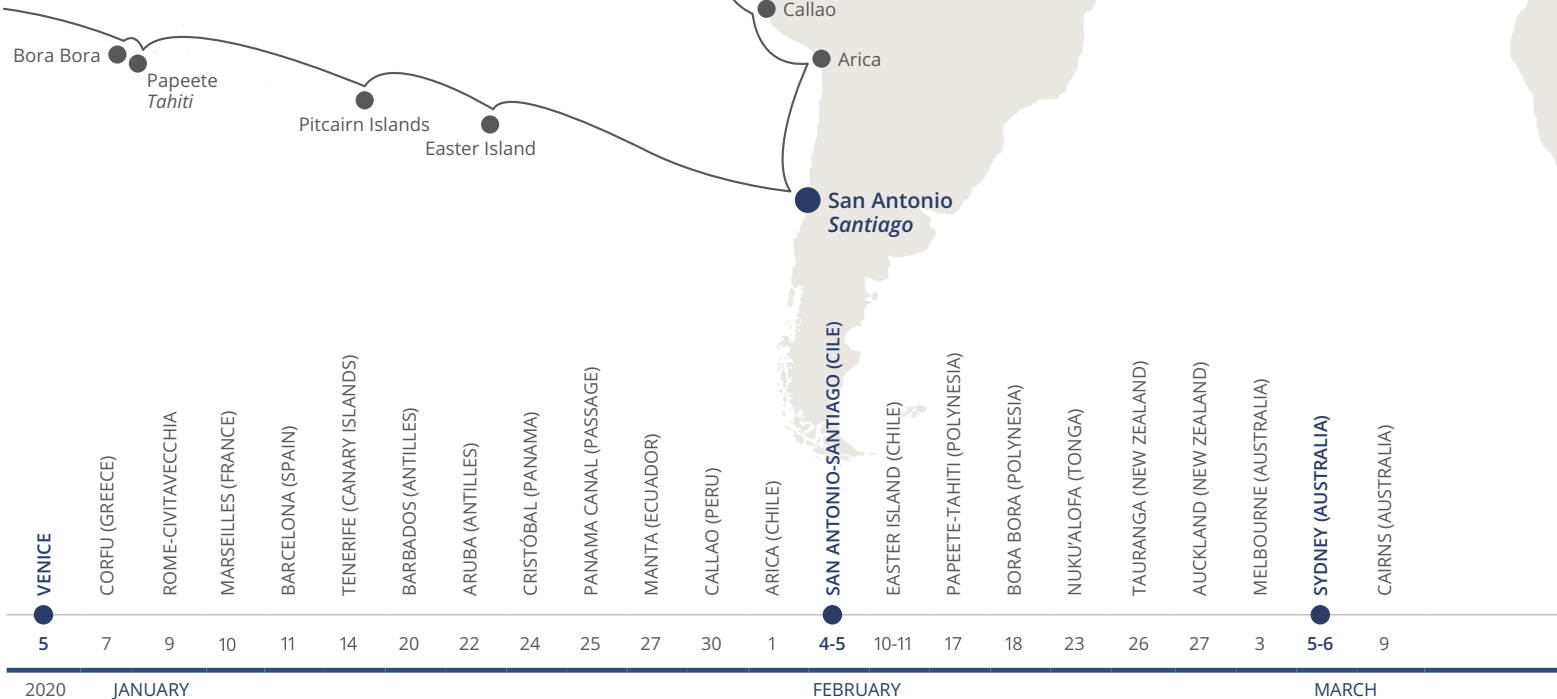 Callao
Bora Bora
Arica
Papeete
Tahiti
Pitcairn Islands
Easter Island
San Antonio
Santiago
VENICE
CORFU (GREECE)
ROME-CIVITAVECCHIA
MARSEILLES (FRANCE)
BARCELONA (SPAIN)
TENERIFE (CANARY ISLANDS)
BARBADOS (ANTILLES)
ARUBA (ANTILLES)
CRISTÓBAL (PANAMA)
PANAMA CANAL (PASSAGE)
MANTA (ECUADOR)
CALLAO (PERU)
ARICA (CHILE)
SAN ANTONIO-SANTIAGO (CILE)
EASTER ISLAND (CHILE)
PAPEETE-TAHITI (POLYNESIA)
BORA BORA (POLYNESIA)
NUKU'ALOFA (TONGA)
TAURANGA (NEW ZEALAND)
AUCKLAND (NEW ZEALAND)
MELBOURNE (AUSTRALIA)
SYDNEY (AUSTRALIA)
CAIRNS (AUSTRALIA)
5 7 9 10 11 14 20 22 24 25 27 30 1 4-5 10-11 17 18 23 26 27 3 5-6 9
2020 JANUARY FEBRUARY MARCH